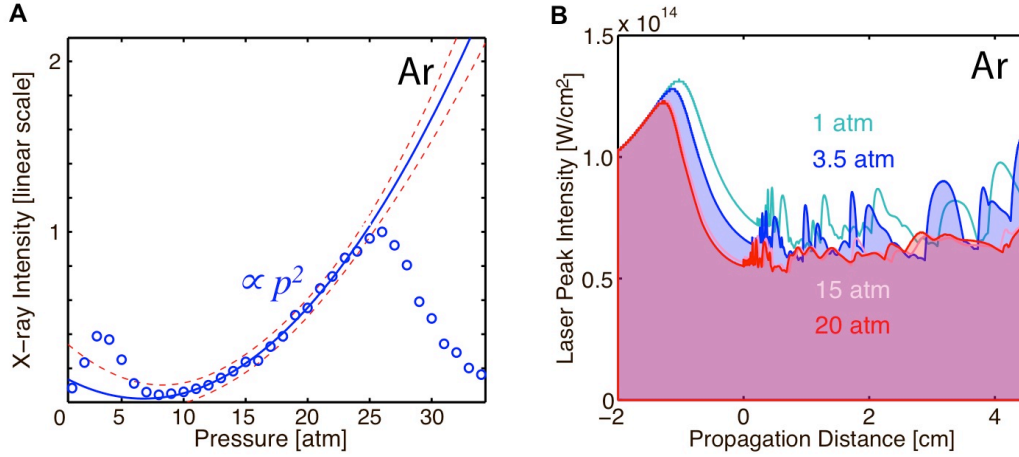 A
X-ray Intensity [linear scale]
2
1
0
5
10
15
20
25
30
Pressure [atm]
Ar
∝ p²
B
1.5 x 10¹⁴
1.0
0.5
0
−2
0
2
4
Laser Peak Intensity [W/cm²]
Propagation Distance [cm]
Ar
1 atm
3.5 atm
15 atm
20 atm